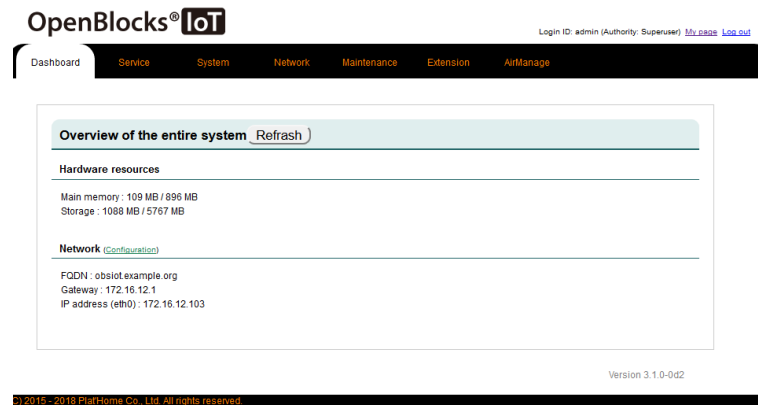 OpenBlocks® IoT
Login ID: admin (Authority: Superuser) My page Log out
Dashboard Service System Network Maintenance Extension AirManage
Overview of the entire system Refrash
Hardware resources
Main memory : 109 MB / 896 MB
Storage : 1088 MB / 5767 MB
Network (Configuration)
FQDN : obsiot.example.org
Gateway : 172.16.12.1
IP address (eth0) : 172.16.12.103
Version 3.1.0-0d2
C) 2015 - 2018 Plat'Home Co., Ltd. All rights reserved.